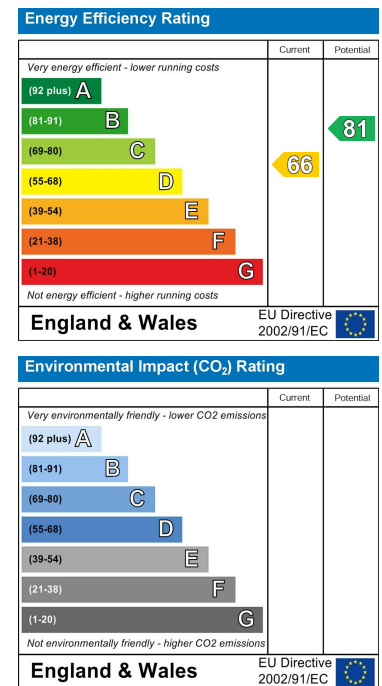 Energy Efficiency Rating
Current Potential
Very energy efficient - lower running costs
(92 plus) A
(81-91) B
(69-80) C
(55-68) D
(39-54) E
(21-38) F
(1-20) G
66
81
Not energy efficient - higher running costs
England & Wales
EU Directive
2002/91/EC
Environmental Impact (CO₂) Rating
Current Potential
Very environmentally friendly - lower CO2 emissions
(92 plus) A
(81-91) B
(69-80) C
(55-68) D
(39-54) E
(21-38) F
(1-20) G
Not environmentally friendly - higher CO2 emissions
England & Wales
EU Directive
2002/91/EC